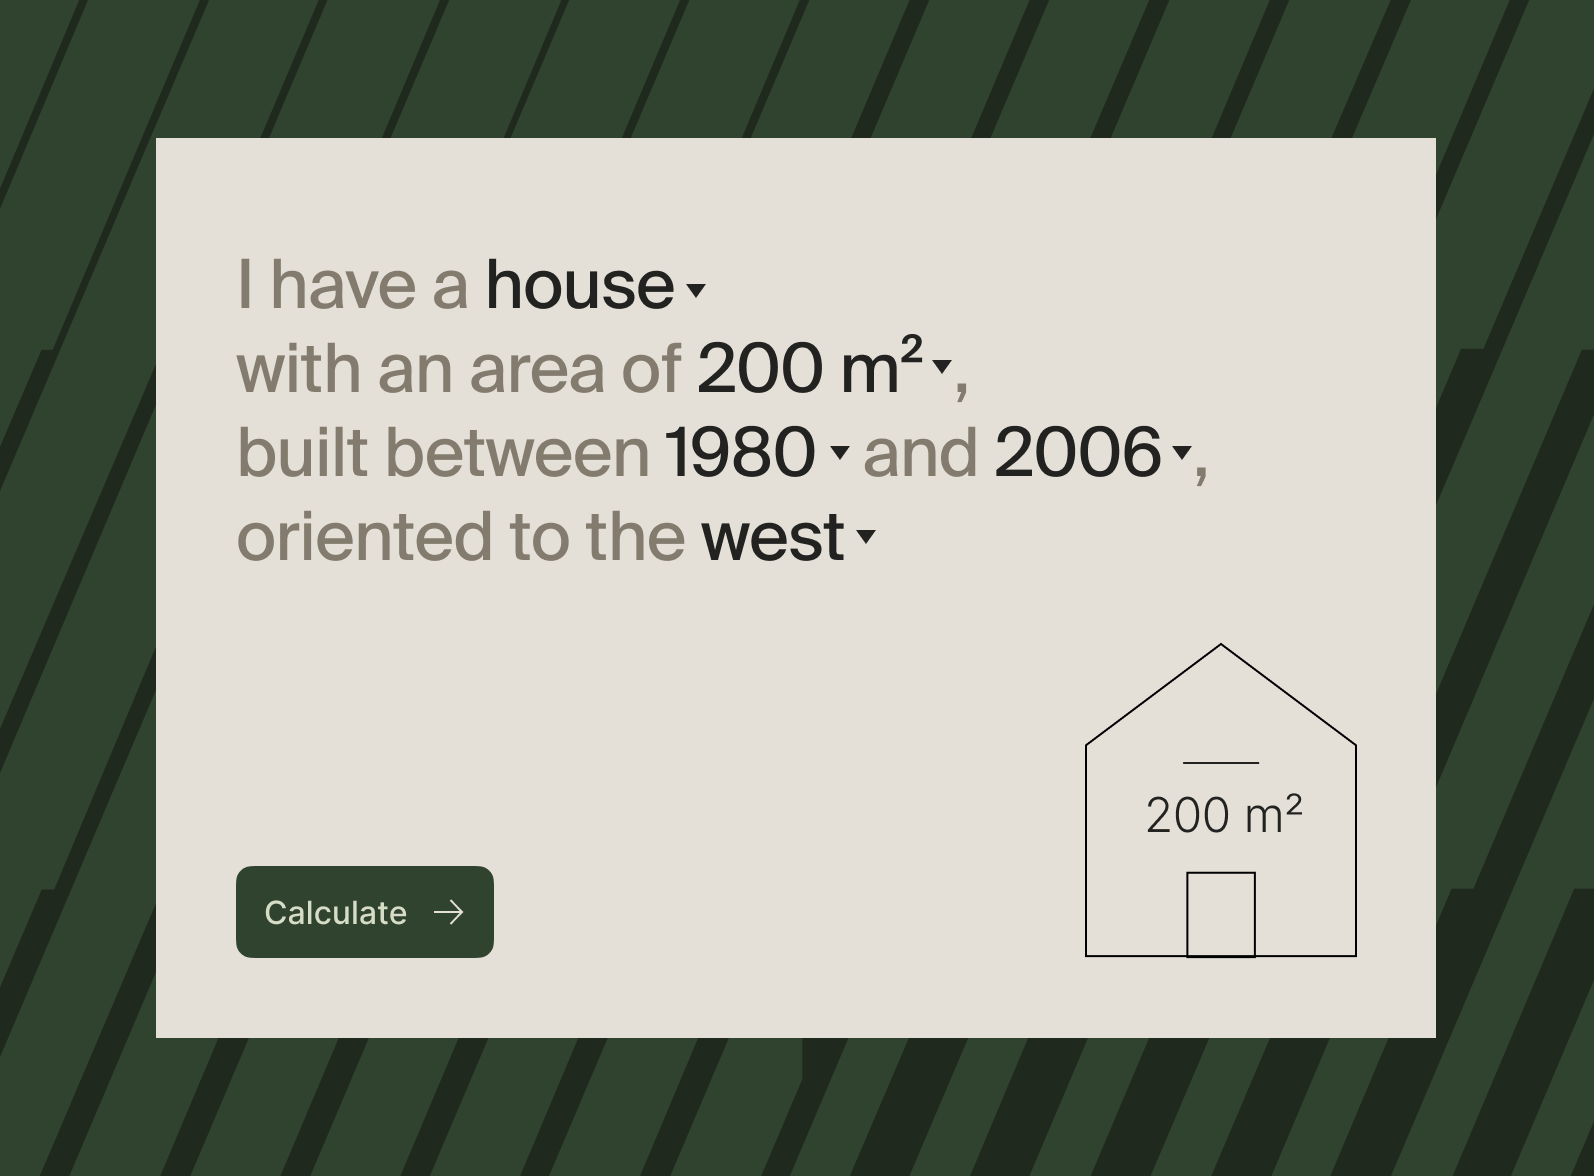 I have a house
with an area of 200 m²,
built between 1980 and 2006,
oriented to the west
200 m²
Calculate